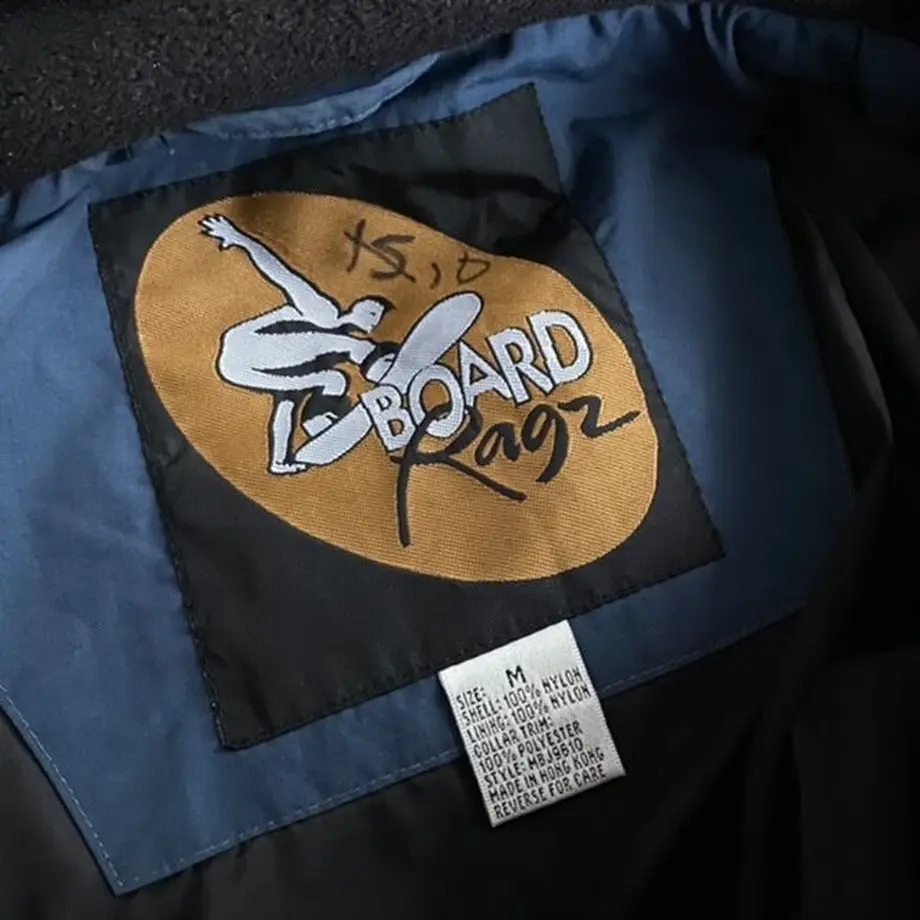 BOARD
Ragz
M
SIZE:
SHELL: 100% NYLON
LINING: 100% NYLON
COLLAR TRIM:
100% POLYESTER
STYLE: MBJ9610
MADE IN HONG KONG
REVERSE FOR CARE